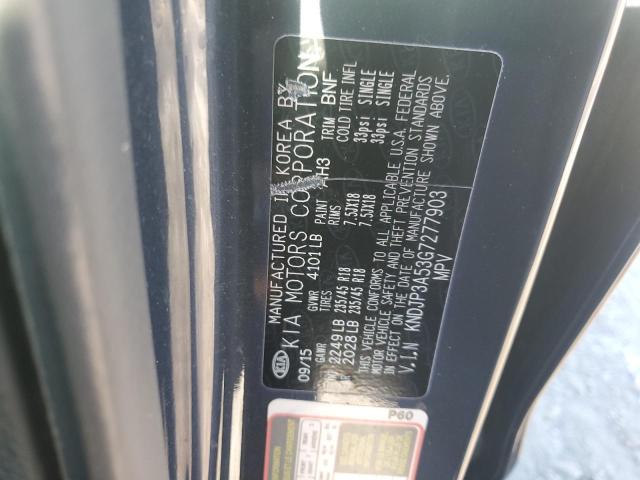 MANUFACTURED IN KOREA BY
KIA KIA MOTORS CORPORATION
09/15 GVWR 4101LB PAINT AH3 TRIM BNF
GAWR TIRES RIMS COLD TIRE INFL
2249LB 235/45 R18 7.5JX18 33psi SINGLE
2028LB 235/45 R18 7.5JX18 33psi SINGLE
THIS VEHICLE CONFORMS TO ALL APPLICABLE U.S.A. FEDERAL
MOTOR VEHICLE SAFETY AND THEFT PREVENTION STANDARDS
IN EFFECT ON THE DATE OF MANUFACTURE SHOWN ABOVE.
V.I.N KNDJP3A53G7277903
MPV
KIA
P60